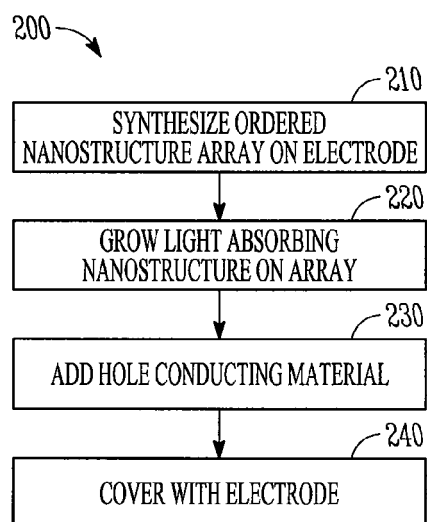 200
210
SYNTHESIZE ORDERED
NANOSTRUCTURE ARRAY ON ELECTRODE
220
GROW LIGHT ABSORBING
NANOSTRUCTURE ON ARRAY
230
ADD HOLE CONDUCTING MATERIAL
240
COVER WITH ELECTRODE